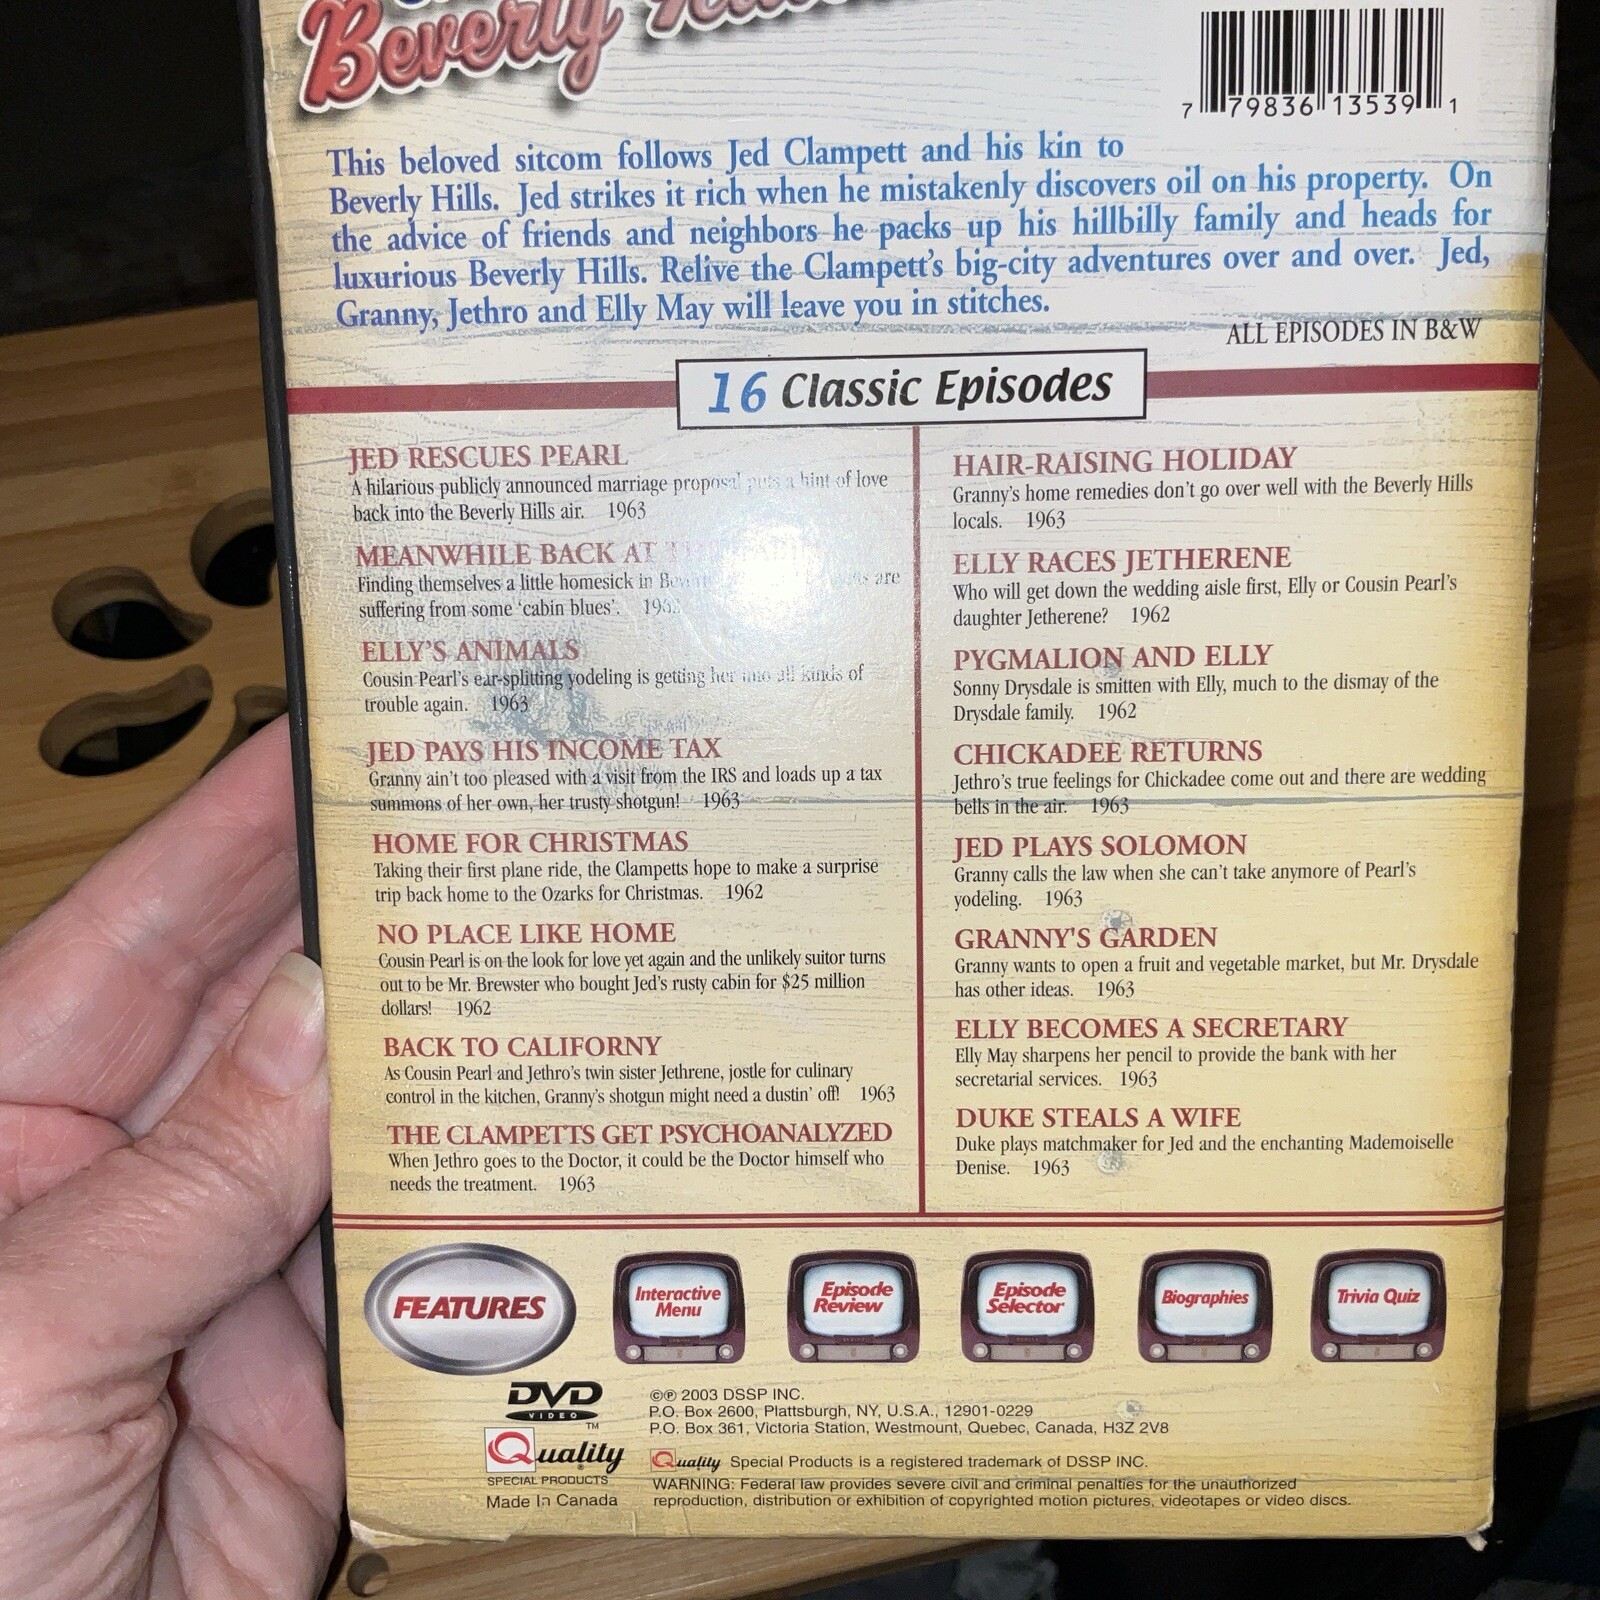 Beverly
7 79836 13539 1
This beloved sitcom follows Jed Clampett and his kin to
Beverly Hills. Jed strikes it rich when he mistakenly discovers oil on his property. On
the advice of friends and neighbors he packs up his hillbilly family and heads for
luxurious Beverly Hills. Relive the Clampett's big-city adventures over and over. Jed,
Granny, Jethro and Elly May will leave you in stitches.
ALL EPISODES IN B&W
16 Classic Episodes
JED RESCUES PEARL
A hilarious publicly announced marriage proposal puts a hint of love
back into the Beverly Hills air. 1963
MEANWHILE BACK AT
Finding themselves a little homesick in are
suffering from some 'cabin blues'.
ELLY'S ANIMALS
Cousin Pearl's ear-splitting yodeling is getting her into all kinds of
trouble again. 1963
JED PAYS HIS INCOME TAX
Granny ain't too pleased with a visit from the IRS and loads up a tax
summons of her own, her trusty shotgun! 1963
HOME FOR CHRISTMAS
Taking their first plane ride, the Clampetts hope to make a surprise
trip back home to the Ozarks for Christmas. 1962
NO PLACE LIKE HOME
Cousin Pearl is on the look for love yet again and the unlikely suitor turns
out to be Mr. Brewster who bought Jed's rusty cabin for $25 million
dollars! 1962
BACK TO CALIFORNY
As Cousin Pearl and Jethro's twin sister Jethrene, jostle for culinary
control in the kitchen, Granny's shotgun might need a dustin' off! 1963
THE CLAMPETTS GET PSYCHOANALYZED
When Jethro goes to the Doctor, it could be the Doctor himself who
needs the treatment. 1963
HAIR-RAISING HOLIDAY
Granny's home remedies don't go over well with the Beverly Hills
locals. 1963
ELLY RACES JETHERENE
Who will get down the wedding aisle first, Elly or Cousin Pearl's
daughter Jetherene? 1962
PYGMALION AND ELLY
Sonny Drysdale is smitten with Elly, much to the dismay of the
Drysdale family. 1962
CHICKADEE RETURNS
Jethro's true feelings for Chickadee come out and there are wedding
bells in the air. 1963
JED PLAYS SOLOMON
Granny calls the law when she can't take anymore of Pearl's
yodeling. 1963
GRANNY'S GARDEN
Granny wants to open a fruit and vegetable market, but Mr. Drysdale
has other ideas. 1963
ELLY BECOMES A SECRETARY
Elly May sharpens her pencil to provide the bank with her
secretarial services. 1963
DUKE STEALS A WIFE
Duke plays matchmaker for Jed and the enchanting Mademoiselle
Denise. 1963
FEATURES
Interactive
Menu
Episode
Review
Episode
Selector
Biographies
Trivia Quiz
DVD
VIDEO
TM
Quality
SPECIAL PRODUCTS
Made In Canada
©℗ 2003 DSSP INC.
P.O. Box 2600, Plattsburgh, NY, U.S.A., 12901-0229
P.O. Box 361, Victoria Station, Westmount, Quebec, Canada, H3Z 2V8
Quality Special Products is a registered trademark of DSSP INC.
WARNING: Federal law provides severe civil and criminal penalties for the unauthorized
reproduction, distribution or exhibition of copyrighted motion pictures, videotapes or video discs.